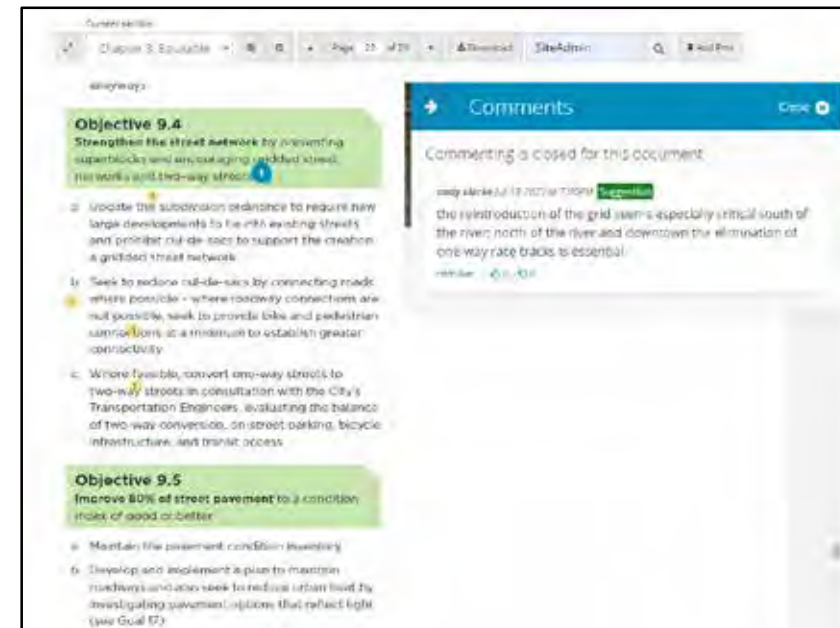 Current section
Chapter 3: Equitable
Page
of
Download
SiteAdmin
Add Post
Objective 9.4
Strengthen the street network by preventing
superblocks and encouraging gridded street
networks and two-way streets
a. Update the subdivision ordinance to require new
large developments to tie into existing streets
and prohibit cul-de-sacs to support the creation
a gridded street network
b. Seek to reduce cul-de-sacs by connecting roads
where possible - where roadway connections are
not possible, seek to provide bike and pedestrian
connections at a minimum to establish greater
connectivity
c. Where feasible, convert one-way streets to
two-way streets in consultation with the City's
Transportation Engineers, evaluating the balance
of two-way conversion, on-street parking, bicycle
infrastructure, and transit access
Objective 9.5
Improve 80% of street pavement to a condition
index of good or better
a. Maintain the pavement condition inventory
b. Develop and implement a plan to maintain
roadways and also seek to reduce urban heat by
investigating pavement options that reflect light
(see Goal 17)
Comments
Close
Commenting is closed for this document
Suggestion
the reintroduction of the grid seems especially critical south of
the river; north of the river and downtown the elimination of
one way race tracks is essential